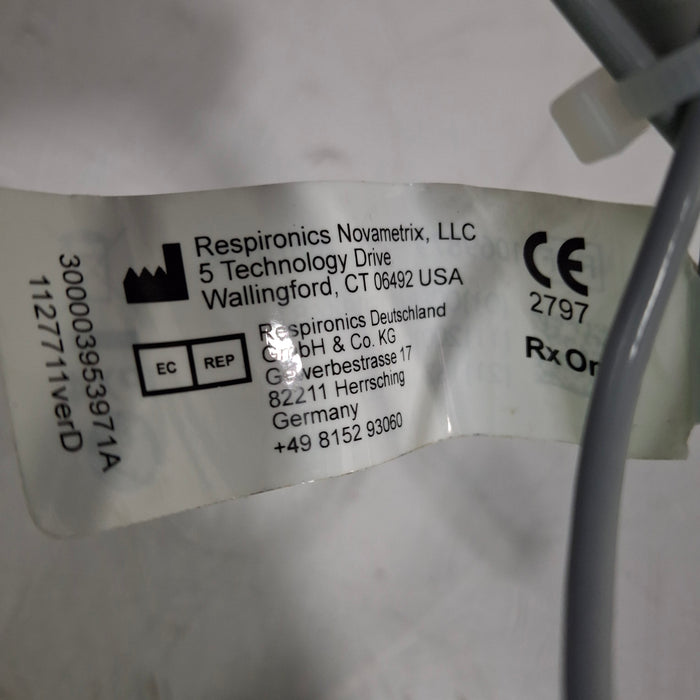 Respironics Novametrix, LLC
5 Technology Drive
Wallingford, CT 06492 USA
EC REP
Respironics Deutschland
GmbH & Co. KG
Gewerbestrasse 17
82211 Herrsching
Germany
+49 8152 93060
CE
2797
Rx On
300003953971A
1127711verD